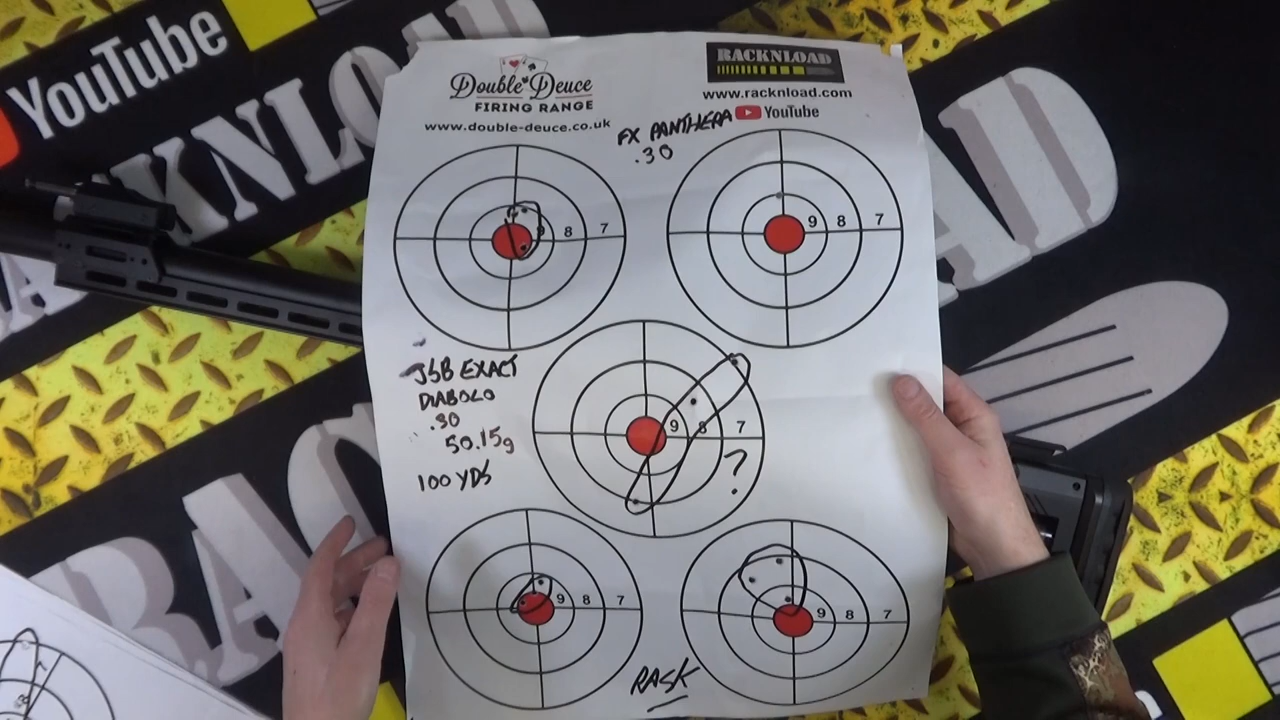 YouTube
RACKNLOAD
Double Deuce
FIRING RANGE
www.double-deuce.co.uk
RACKNLOAD
www.racknload.com
YouTube
FX PANTHERA
.30
9 8 7
9 8 7
JSB EXACT
DIABOLO
.30
50.15g
100 YDS
9 8 7
?
9 8 7
9 8 7
RASK